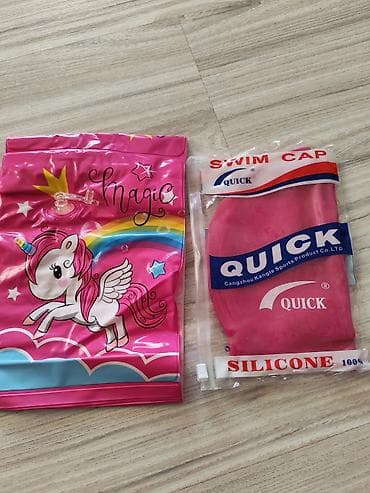 Magic
SWIM CAP
QUICK ®
QUICK
Cangzhou Kangle Sports Product Co.,LTD
®
QUICK
SILICONE 100%